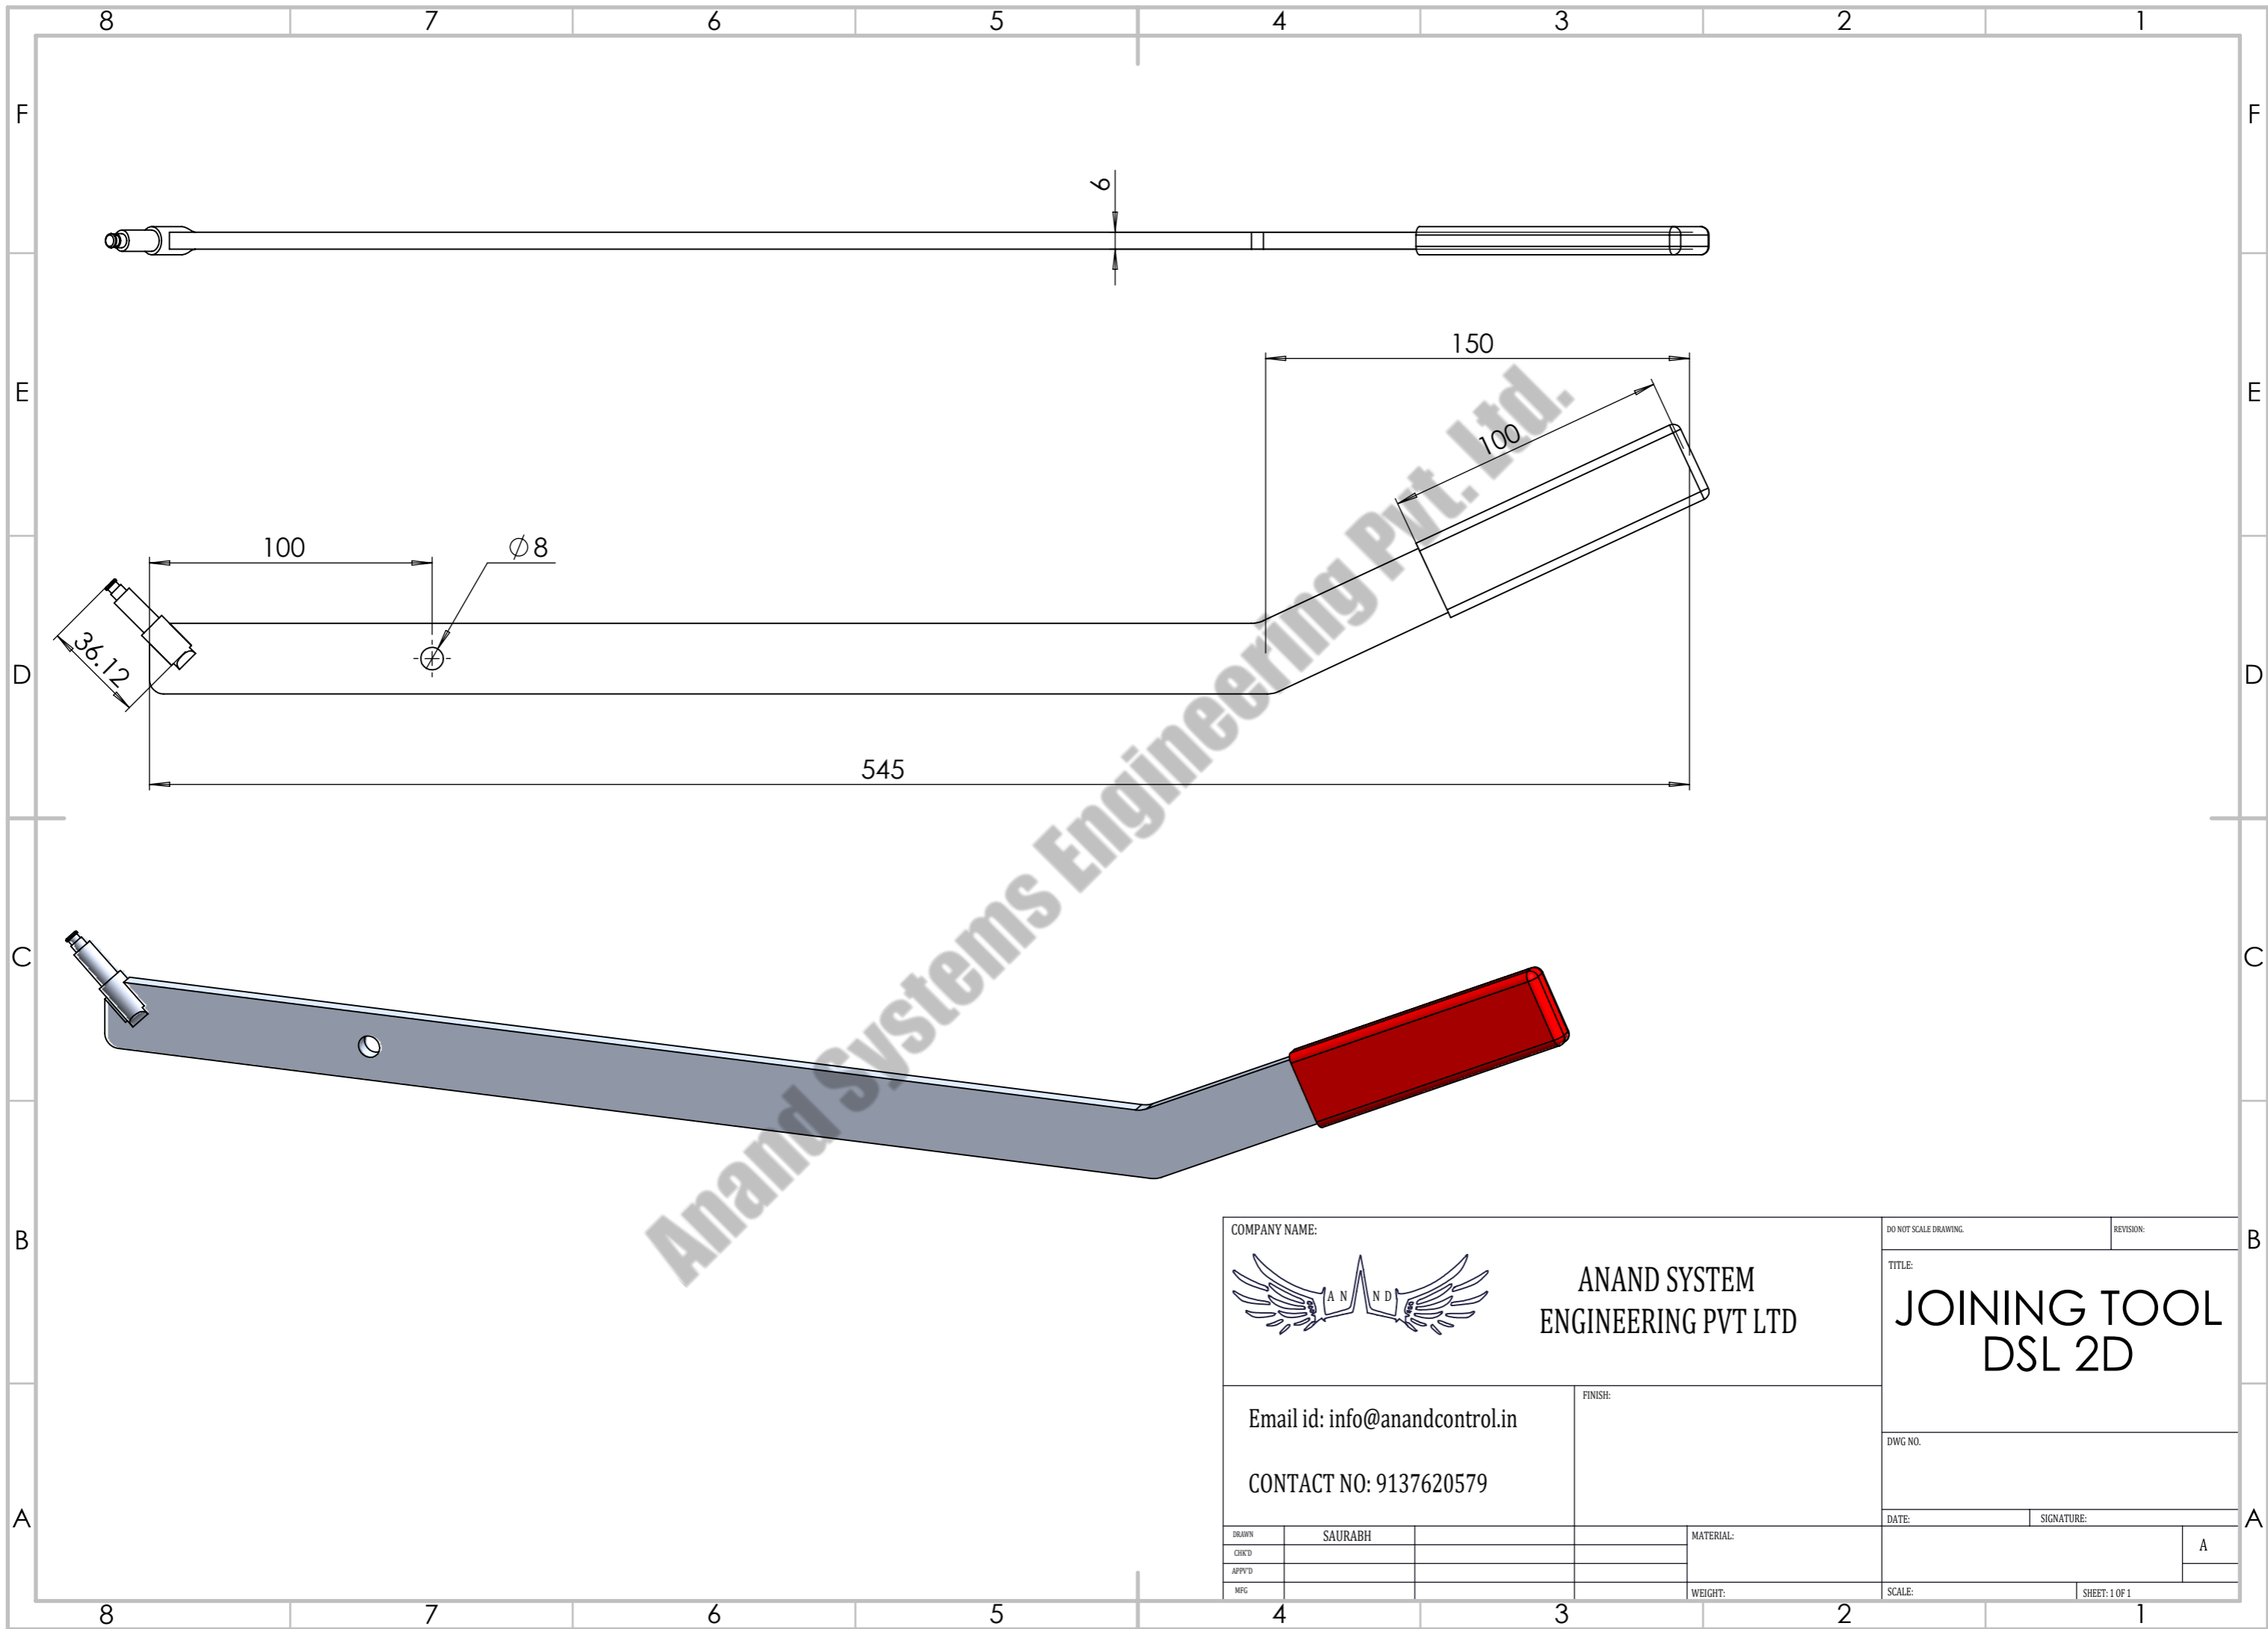 8 7 6 5 4 3 2 1
F F
6
150
E E
100
100 ∅8
36.12
D D
545
Anand Systems Engineering Pvt. Ltd.
C C
B B
COMPANY NAME:
A N N D
ANAND SYSTEM
ENGINEERING PVT LTD
DO NOT SCALE DRAWING.
REVISION:
TITLE:
JOINING TOOL
DSL 2D
Email id: info@anandcontrol.in
CONTACT NO: 9137620579
FINISH:
DWG NO.
DATE:
SIGNATURE:
A A
DRAWN SAURABH
CHK'D
APPV'D
MFG
MATERIAL:
WEIGHT:
A
SCALE:
SHEET: 1 OF 1
8 7 6 5 4 3 2 1